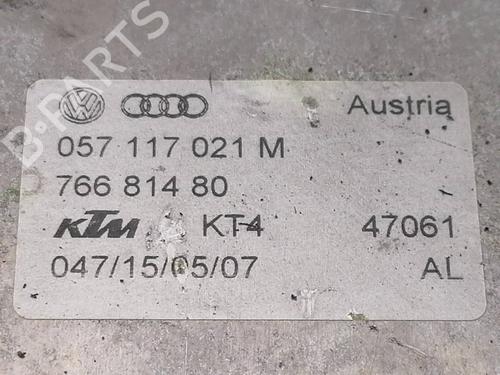 B-PARTS
Austria
057 117 021 M
766 814 80
KTM KT4 47061
047/15/05/07 AL